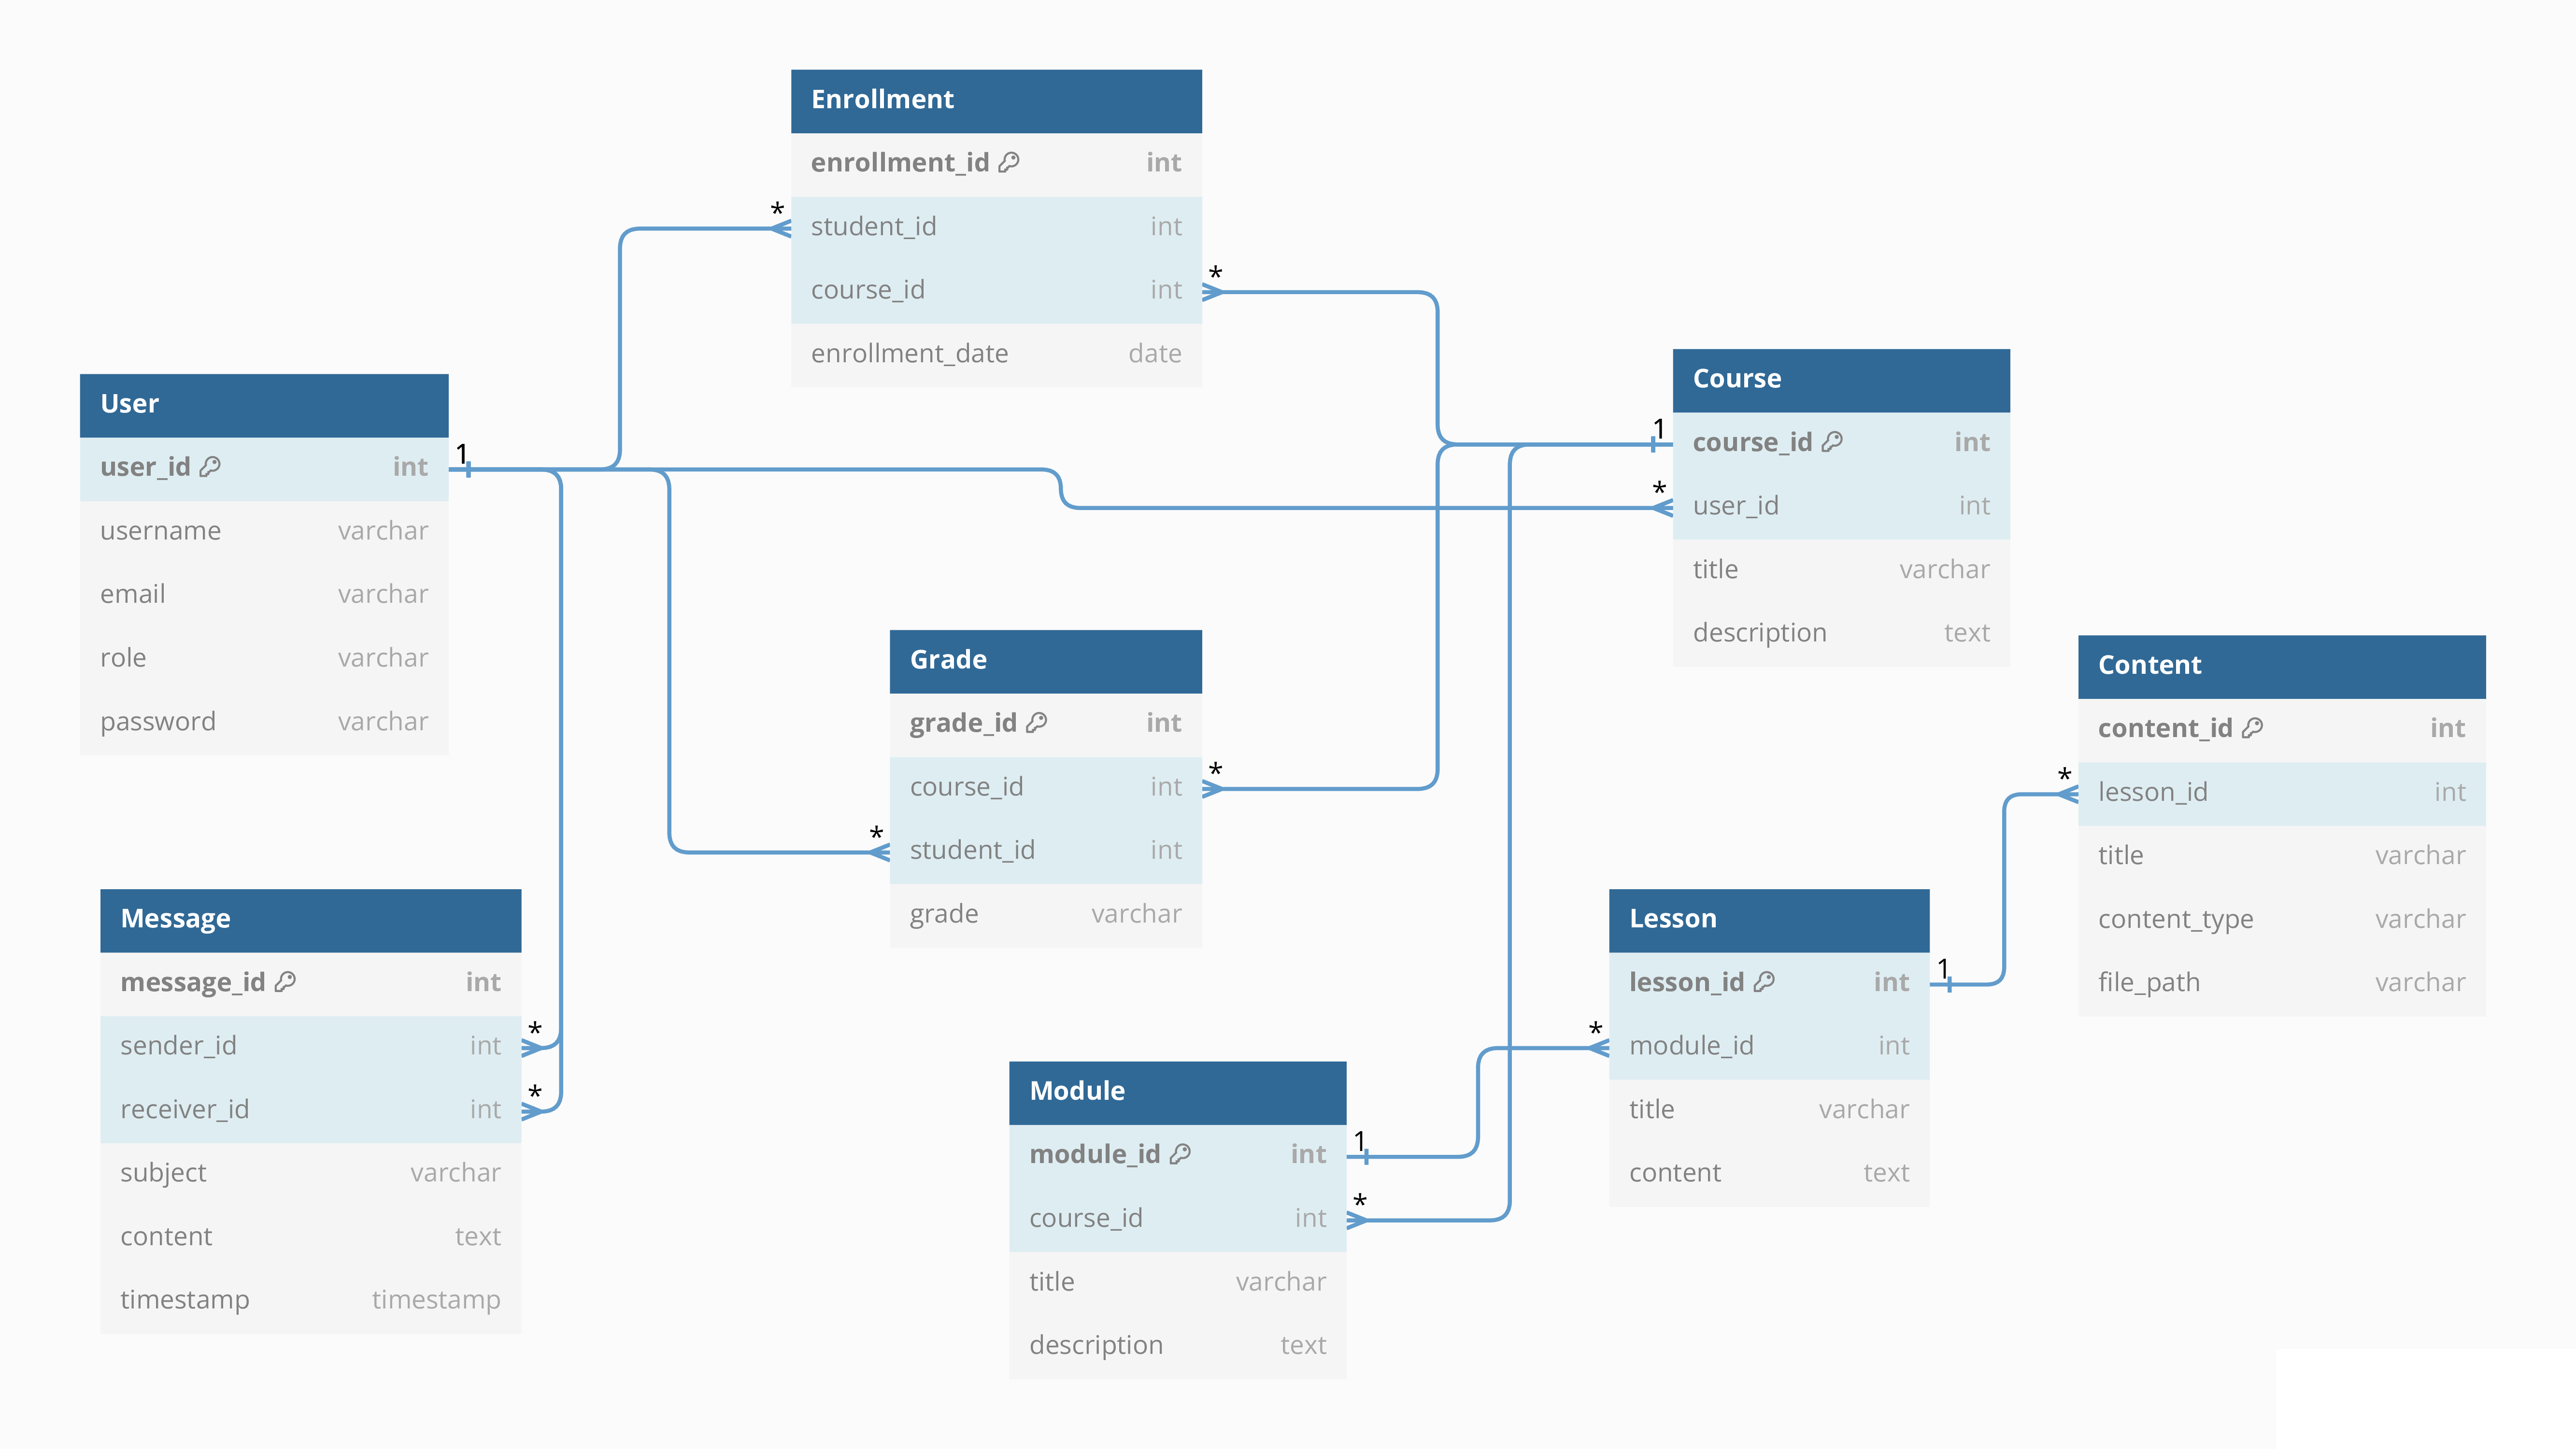 Enrollment
enrollment_id int
* student_id int
course_id int *
enrollment_date date
User
user_id int 1
username varchar
email varchar
role varchar
password varchar
Course
1 course_id int
* user_id int
title varchar
description text
Grade
grade_id int
course_id int *
* student_id int
grade varchar
Content
content_id int
* lesson_id int
title varchar
content_type varchar
file_path varchar
Message
message_id int
sender_id int *
receiver_id int *
subject varchar
content text
timestamp timestamp
Lesson
lesson_id int 1
* module_id int
title varchar
content text
Module
module_id int 1
course_id int *
title varchar
description text